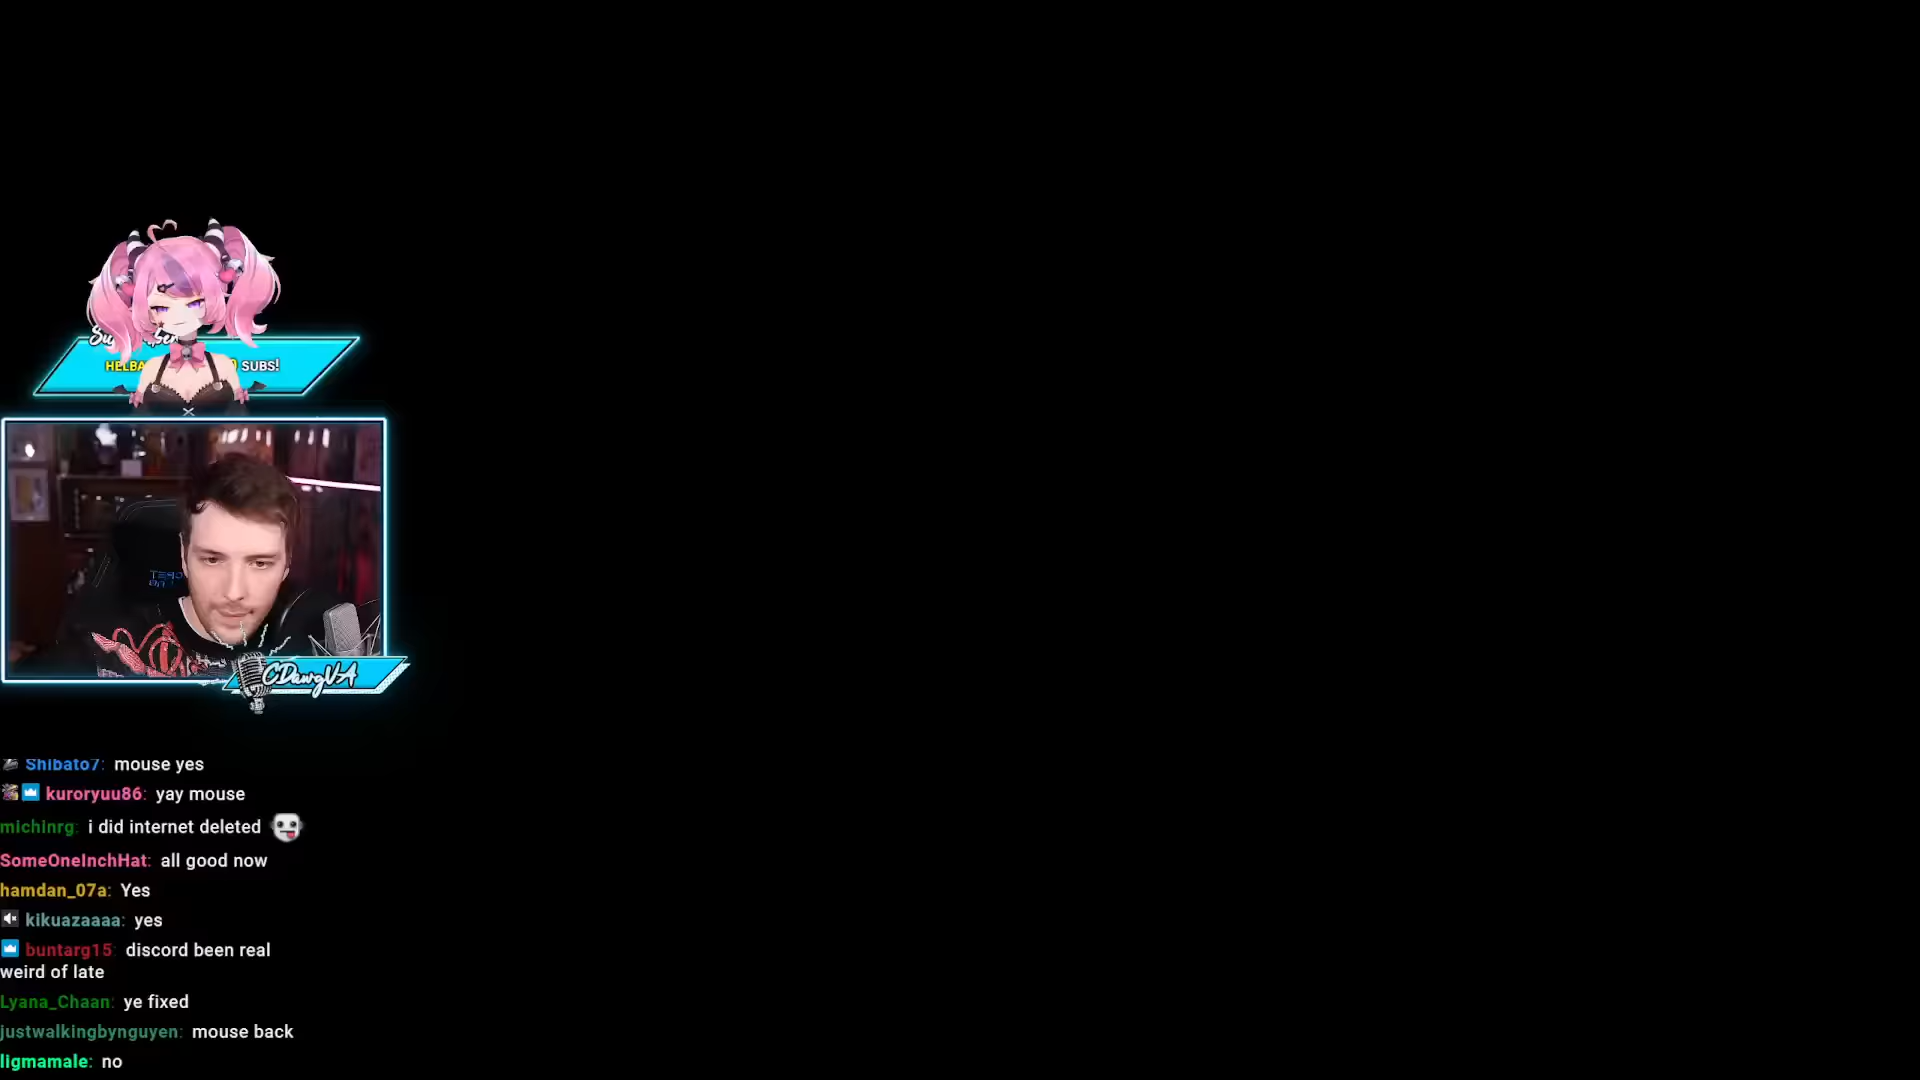 HELBA
SUBS!
CDawgVA
Shibato7: mouse yes
kuroryuu86: yay mouse
michinrg: i did internet deleted
SomeOneInchHat: all good now
hamdan_07a: Yes
kikuazaaaa: yes
buntarg15: discord been real
weird of late
Lyana_Chaan: ye fixed
justwalkingbynguyen: mouse back
ligmamale: no